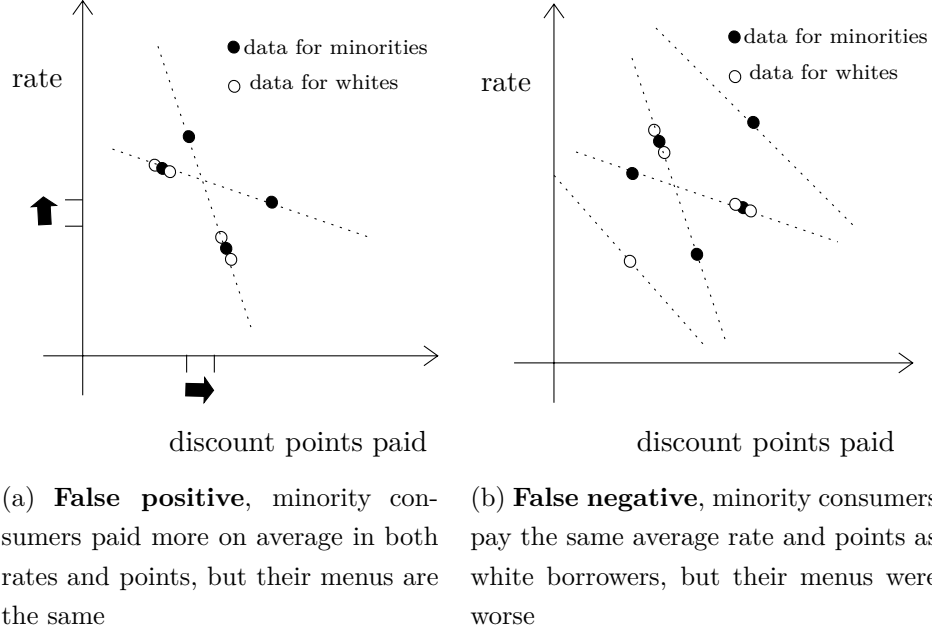 rate
data for minorities
data for whites
discount points paid
(a) False positive, minority con-
sumers paid more on average in both
rates and points, but their menus are
the same
rate
data for minorities
data for whites
discount points paid
(b) False negative, minority consumers
pay the same average rate and points as
white borrowers, but their menus were
worse